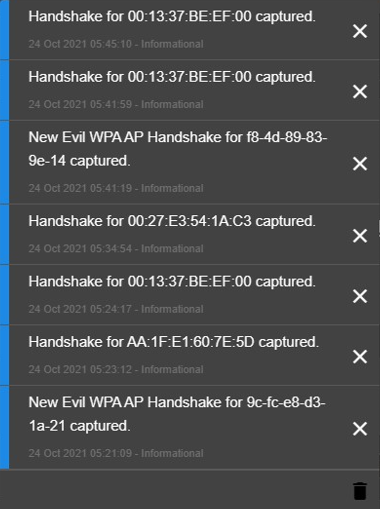 Handshake for 00:13:37:BE:EF:00 captured.
24 Oct 2021 05:45:10 - Informational
Handshake for 00:13:37:BE:EF:00 captured.
24 Oct 2021 05:41:59 - Informational
New Evil WPA AP Handshake for f8-4d-89-83-
9e-14 captured.
24 Oct 2021 05:41:19 - Informational
Handshake for 00:27:E3:54:1A:C3 captured.
24 Oct 2021 05:34:54 - Informational
Handshake for 00:13:37:BE:EF:00 captured.
24 Oct 2021 05:24:17 - Informational
Handshake for AA:1F:E1:60:7E:5D captured.
24 Oct 2021 05:23:12 - Informational
New Evil WPA AP Handshake for 9c-fc-e8-d3-
1a-21 captured.
24 Oct 2021 05:21:09 - Informational